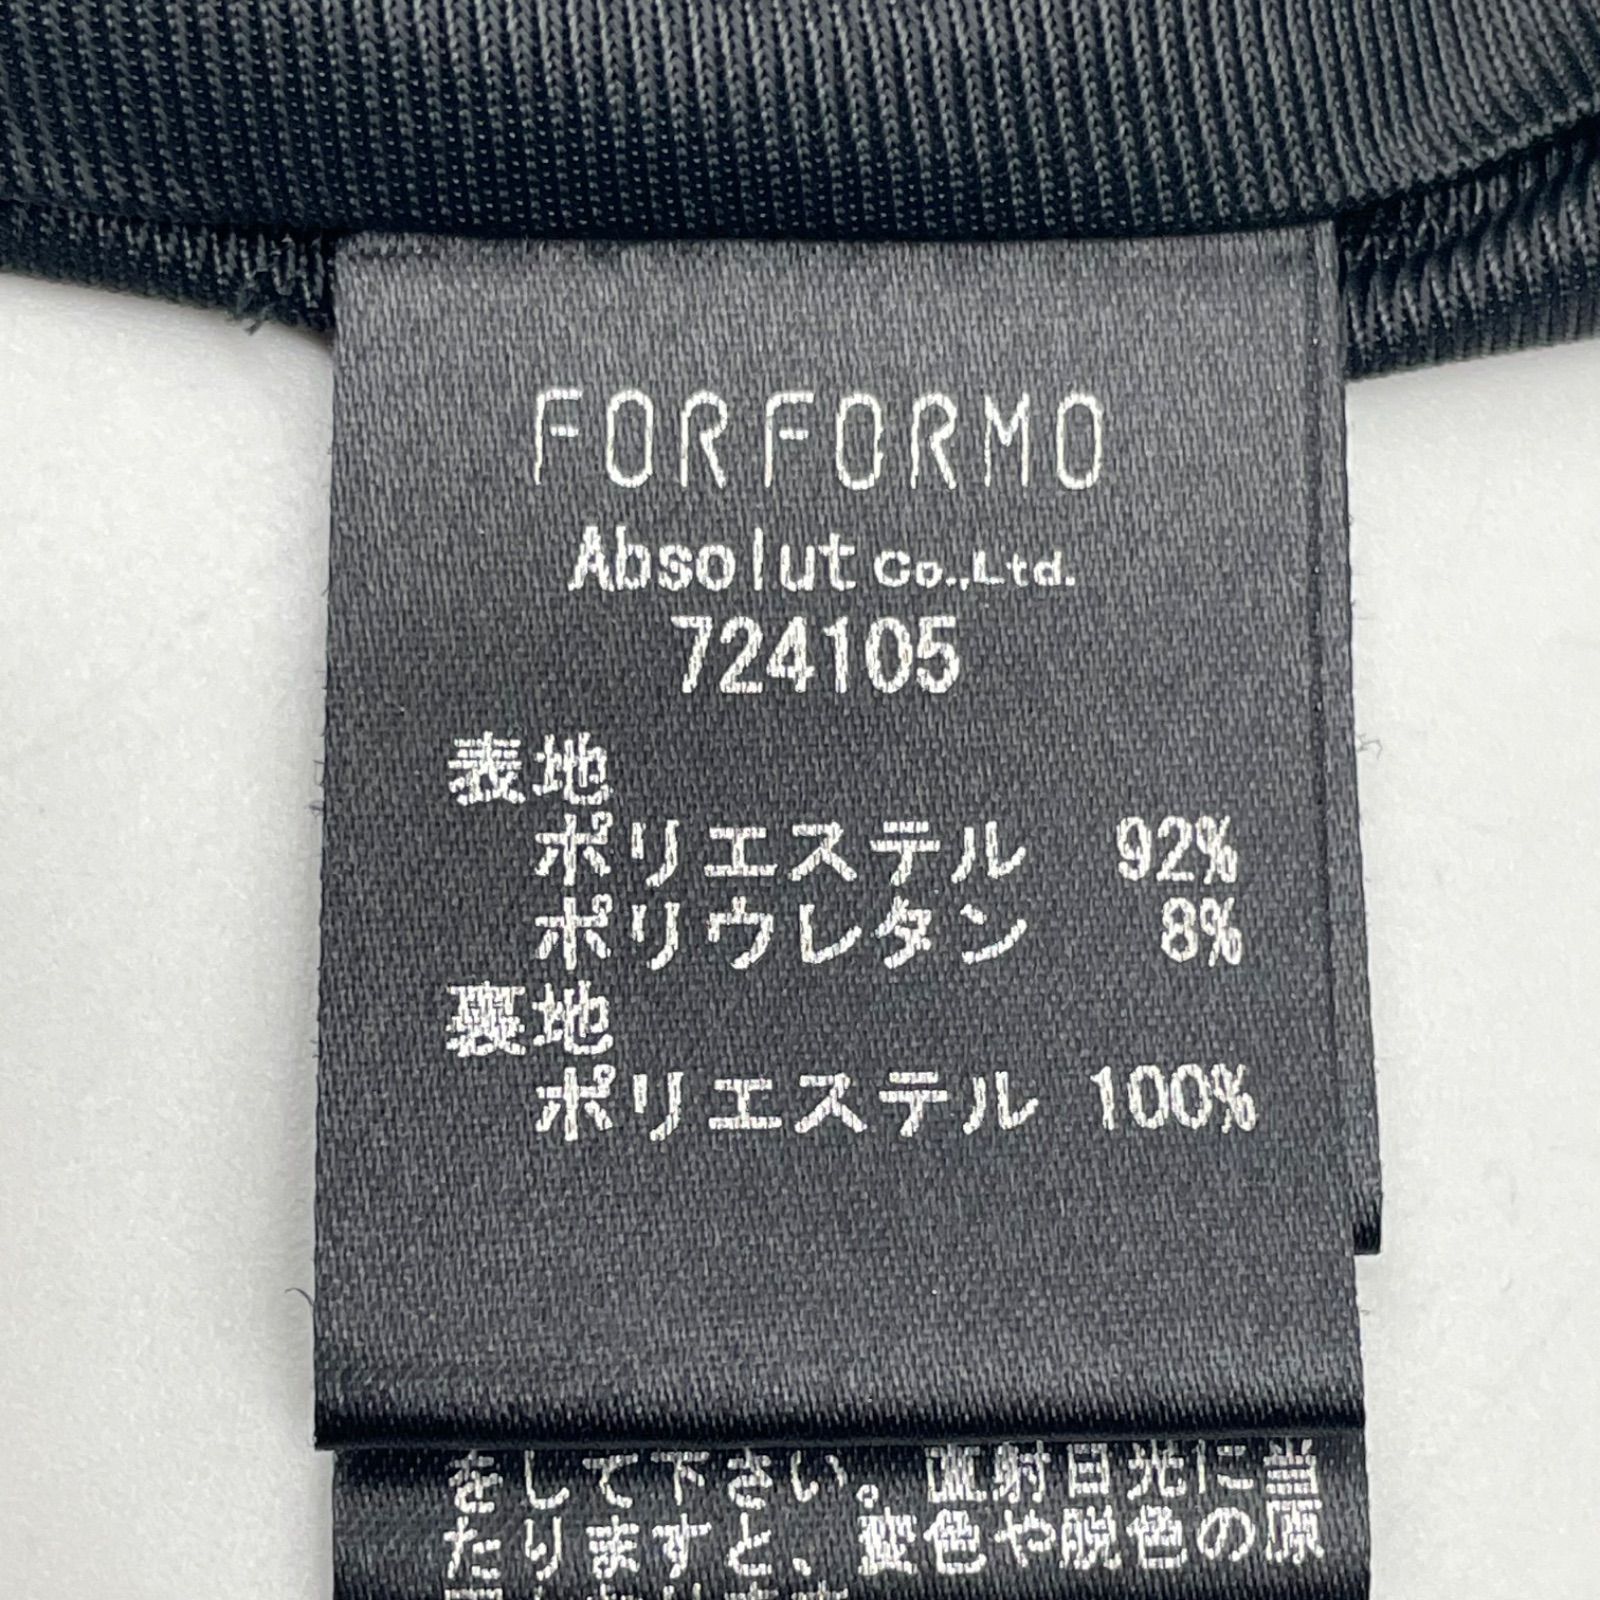 FORFORMO
Absolut Co.,Ltd.
724105
表地
ポリエステル 92%
ポリウレタン 8%
裏地
ポリエステル 100%
をして下さい。直射日光に当
たりますと、変色や脱色の原